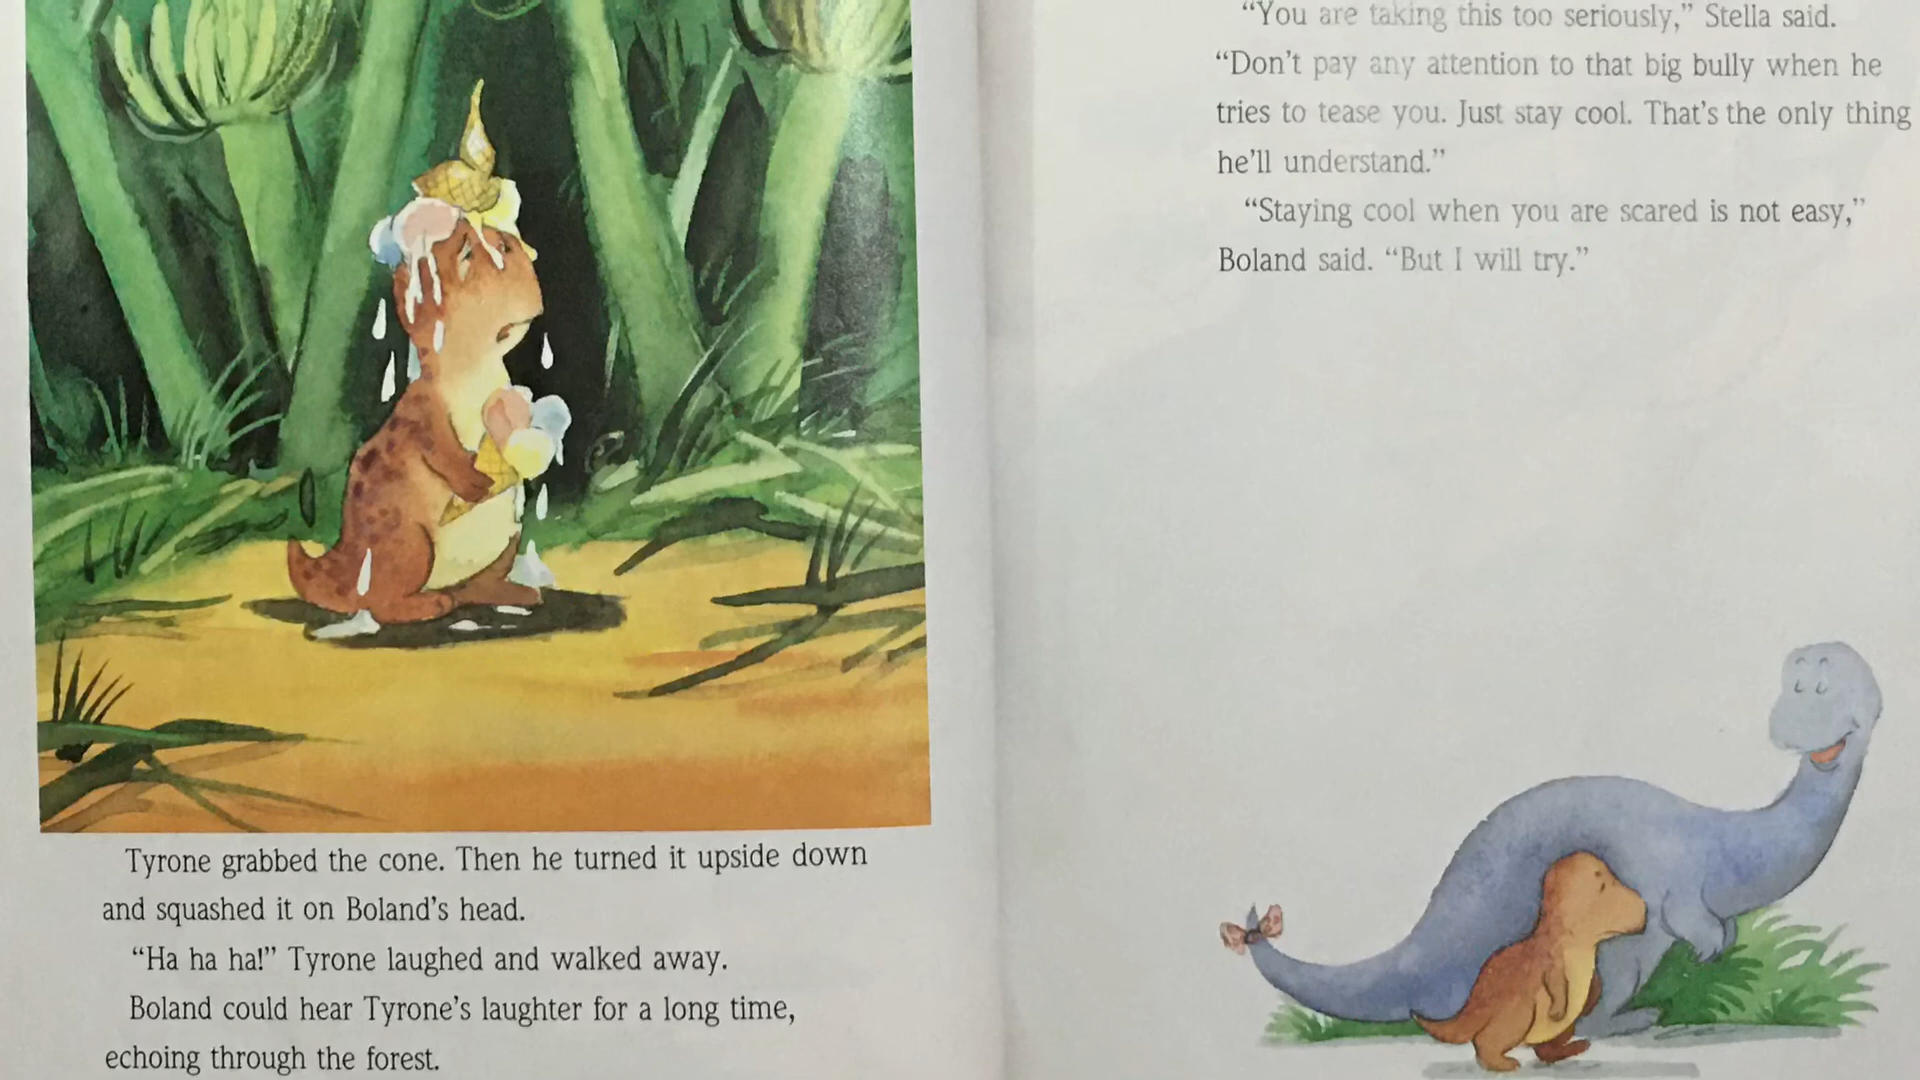 Tyrone grabbed the cone. Then he turned it upside down
and squashed it on Boland's head.
“Ha ha ha!” Tyrone laughed and walked away.
Boland could hear Tyrone's laughter for a long time,
echoing through the forest.
“You are taking this too seriously,” Stella said.
“Don't pay any attention to that big bully when he
tries to tease you. Just stay cool. That's the only thing
he'll understand.”
“Staying cool when you are scared is not easy,”
Boland said. “But I will try.”